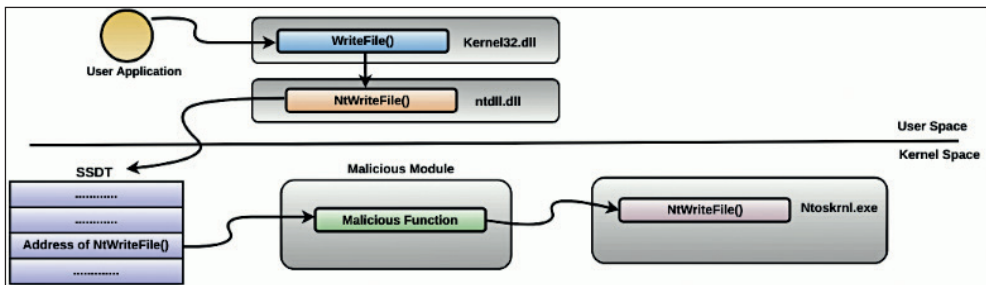 WriteFile()
Kernel32.dll
User Application
NtWriteFile()
ntdll.dll
User Space
Kernel Space
SSDT
............
............
Address of NtWriteFile()
.............
Malicious Module
Malicious Function
NtWriteFile()
Ntoskrnl.exe